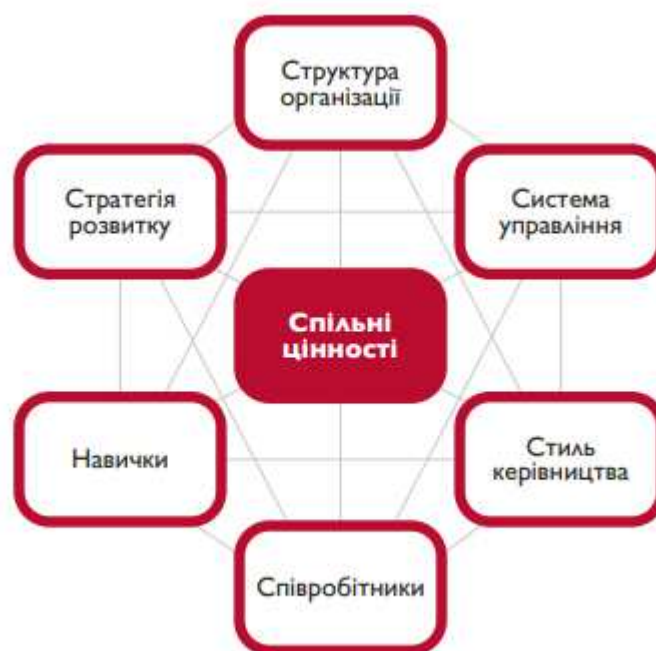 Структура
організації
Стратегія
розвитку
Система
управління
Спільні
цінності
Навички
Стиль
керівництва
Співробітники